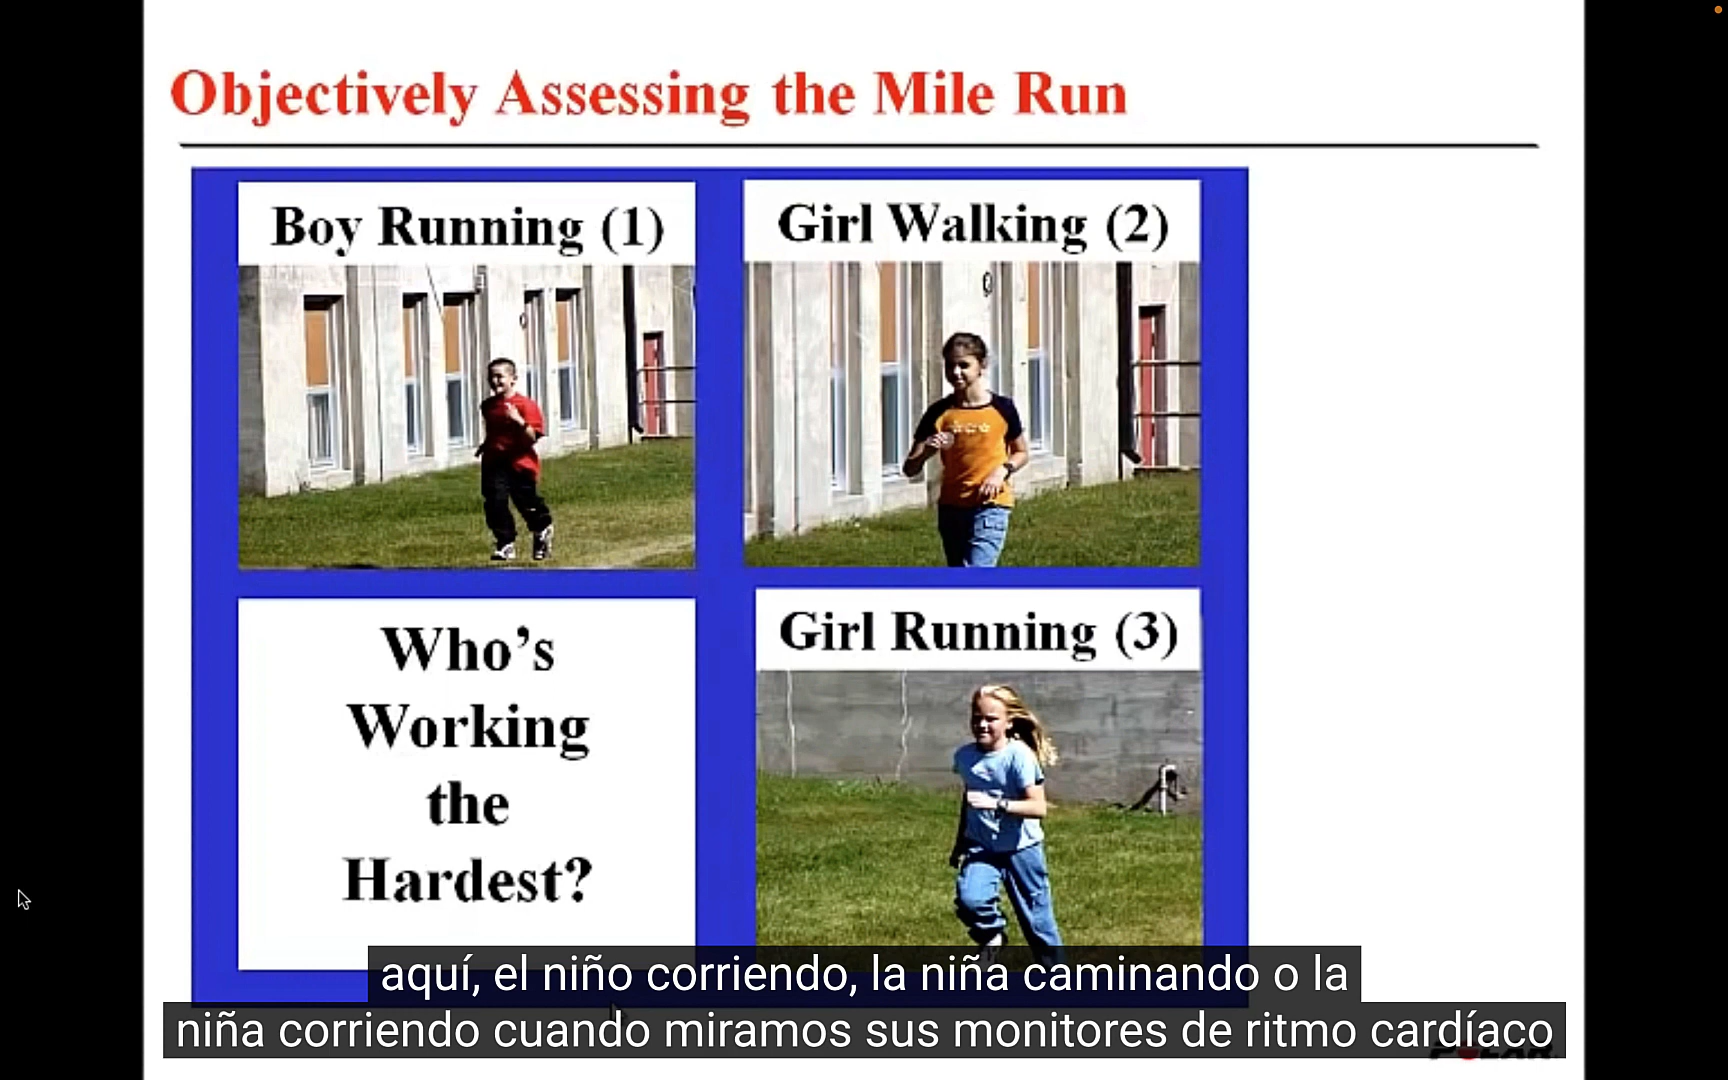 Objectively Assessing the Mile Run
Boy Running (1)
Girl Walking (2)
Who's
Working
the
Hardest?
Girl Running (3)
aquí, el niño corriendo, la niña caminando o la
niña corriendo cuando miramos sus monitores de ritmo cardíaco
POLAR